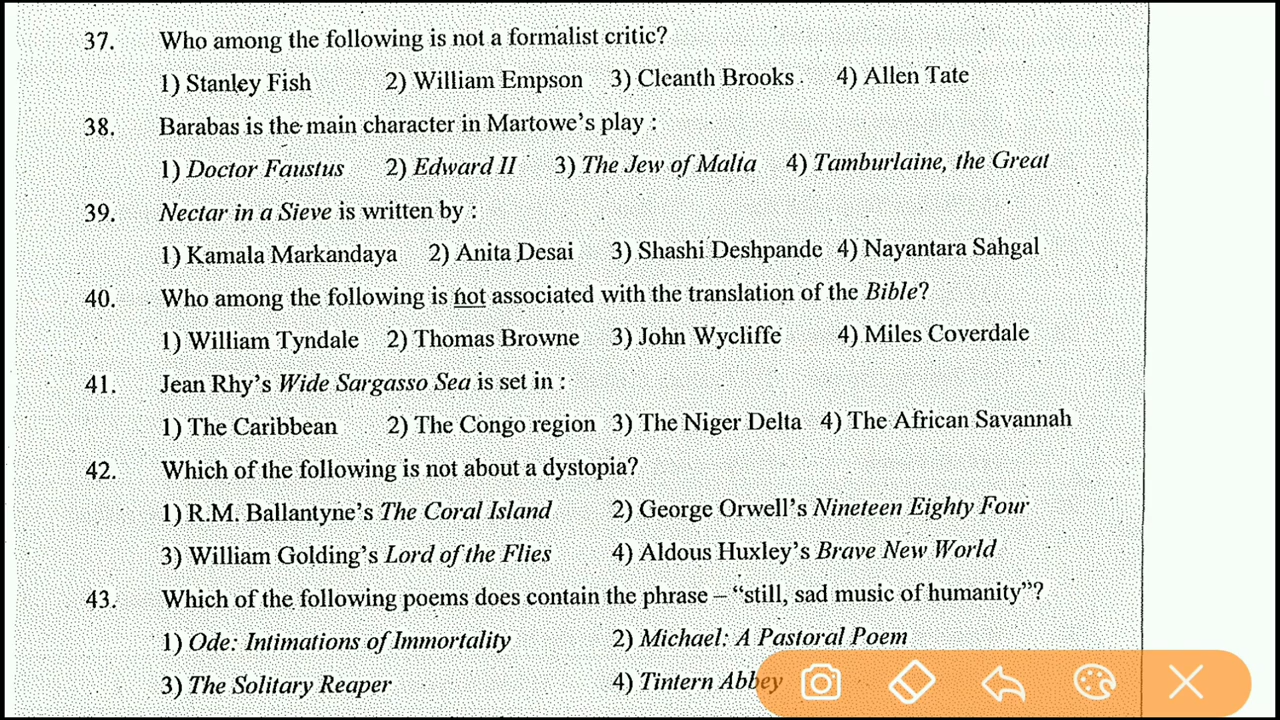 37. Who among the following is not a formalist critic?
1) Stanley Fish 2) William Empson 3) Cleanth Brooks 4) Allen Tate
38. Barabas is the main character in Martowe's play :
1) Doctor Faustus 2) Edward II 3) The Jew of Malta 4) Tamburlaine, the Great
39. Nectar in a Sieve is written by :
1) Kamala Markandaya 2) Anita Desai 3) Shashi Deshpande 4) Nayantara Sahgal
40. Who among the following is not associated with the translation of the Bible?
1) William Tyndale 2) Thomas Browne 3) John Wycliffe 4) Miles Coverdale
41. Jean Rhy's Wide Sargasso Sea is set in :
1) The Caribbean 2) The Congo region 3) The Niger Delta 4) The African Savannah
42. Which of the following is not about a dystopia?
1) R.M. Ballantyne's The Coral Island 2) George Orwell's Nineteen Eighty Four
3) William Golding's Lord of the Flies 4) Aldous Huxley's Brave New World
43. Which of the following poems does contain the phrase – "still, sad music of humanity"?
1) Ode: Intimations of Immortality 2) Michael: A Pastoral Poem
3) The Solitary Reaper 4) Tintern Abbey